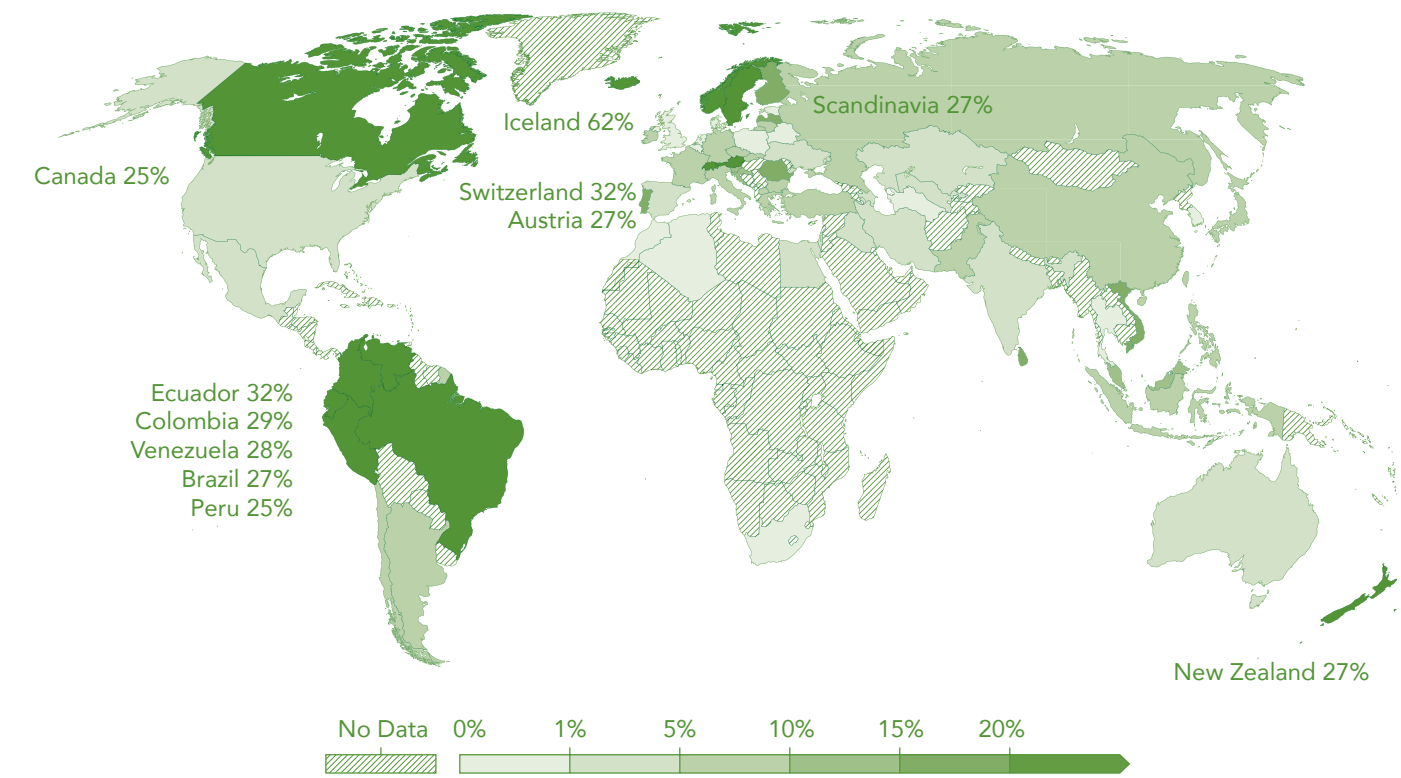 Scandinavia 27%
Iceland 62%
Canada 25%
Switzerland 32%
Austria 27%
Ecuador 32%
Colombia 29%
Venezuela 28%
Brazil 27%
Peru 25%
New Zealand 27%
No Data 0% 1% 5% 10% 15% 20%